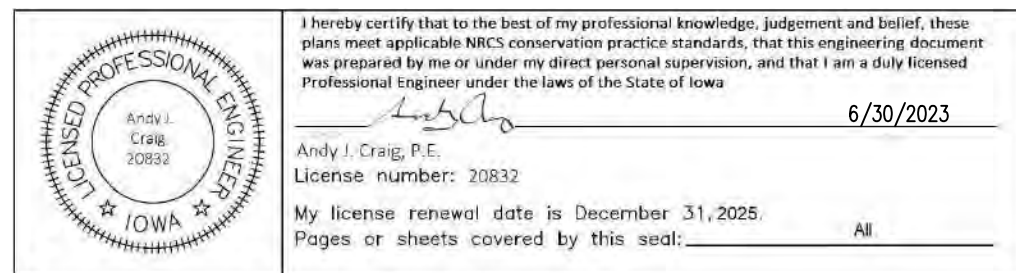 LICENSED PROFESSIONAL ENGINEER
Andy J.
Craig
20832
IOWA
I hereby certify that to the best of my professional knowledge, judgement and belief, these
plans meet applicable NRCS conservation practice standards, that this engineering document
was prepared by me or under my direct personal supervision, and that I am a duly licensed
Professional Engineer under the laws of the State of Iowa
6/30/2023
Andy J. Craig, P.E.
License number: 20832
My license renewal date is December 31, 2025.
Pages or sheets covered by this seal: All